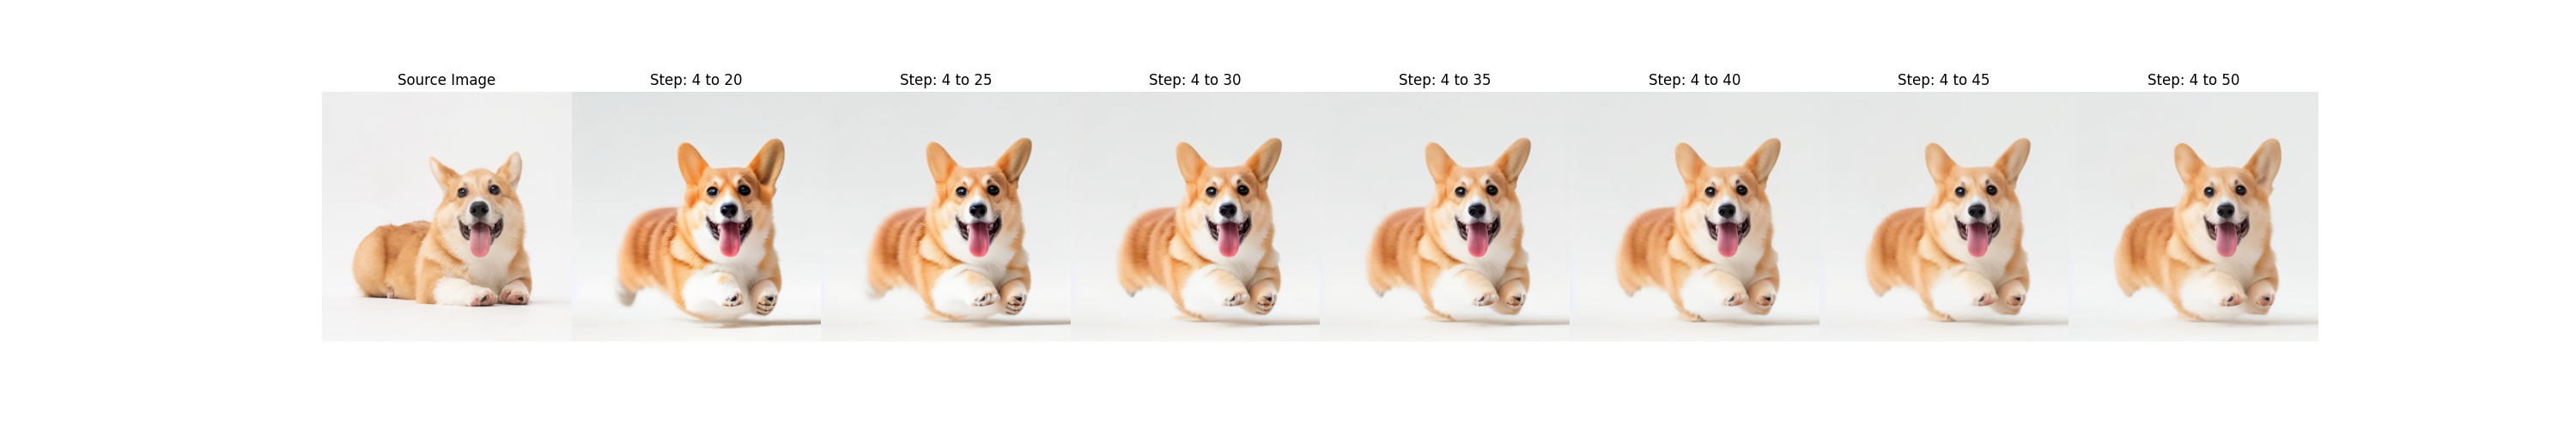 Source Image
Step: 4 to 20
Step: 4 to 25
Step: 4 to 30
Step: 4 to 35
Step: 4 to 40
Step: 4 to 45
Step: 4 to 50